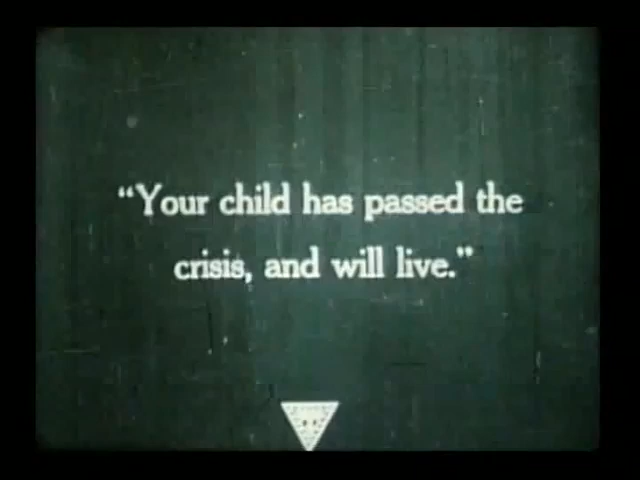 “Your child has passed the
crisis, and will live.”